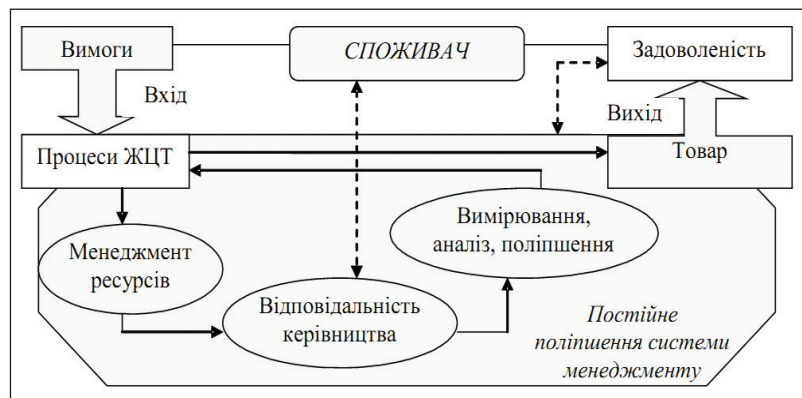 Вимоги
СПОЖИВАЧ
Задоволеність
Вхід
Вихід
Процеси ЖЦТ
Товар
Менеджмент
ресурсів
Вимірювання,
аналіз, поліпшення
Відповідальність
керівництва
Постійне
поліпшення системи
менеджменту